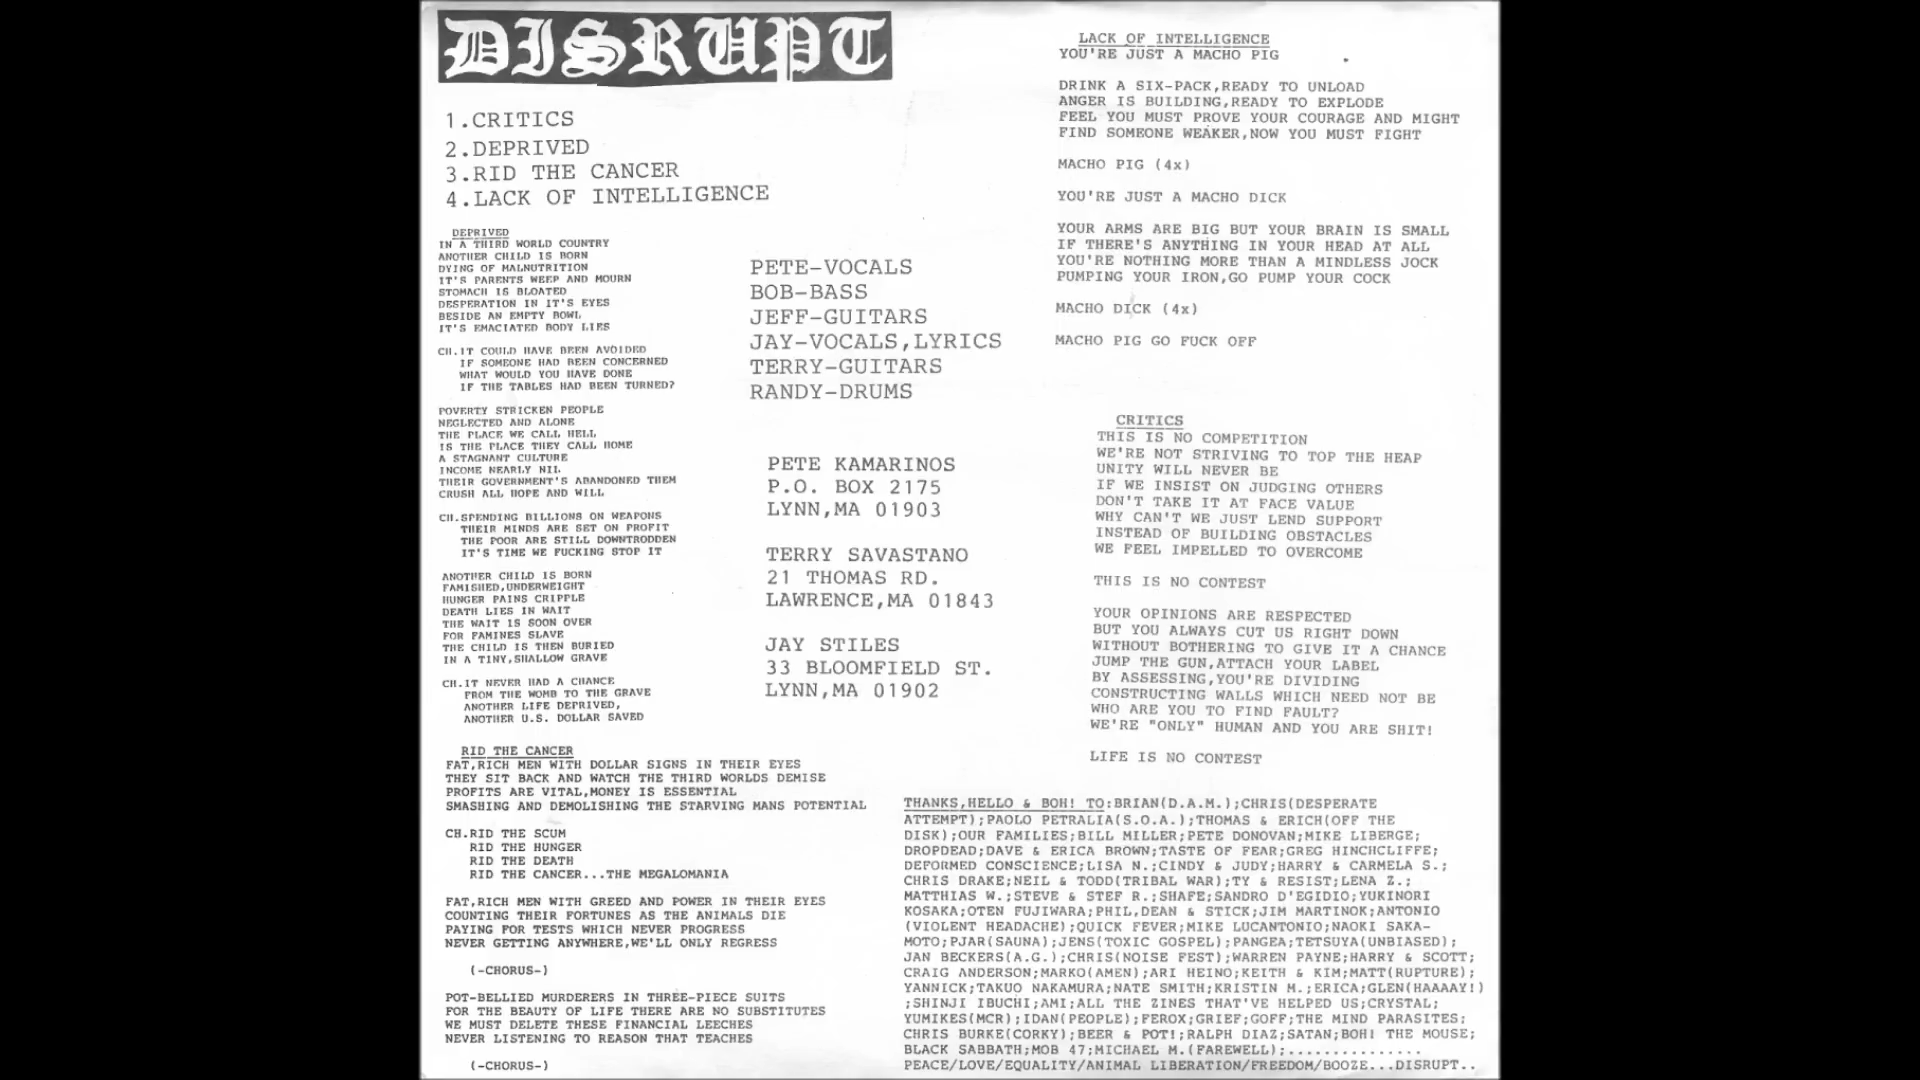 DISRUPT
1.CRITICS
2.DEPRIVED
3.RID THE CANCER
4.LACK OF INTELLIGENCE
DEPRIVED
IN A THIRD WORLD COUNTRY
ANOTHER CHILD IS BORN
DYING OF MALNUTRITION
IT'S PARENTS WEEP AND MOURN
STOMACH IS BLOATED
DESPERATION IN IT'S EYES
BESIDE AN EMPTY BOWL
IT'S EMACIATED BODY LIES
CH.IT COULD HAVE BEEN AVOIDED
IF SOMEONE HAD BEEN CONCERNED
WHAT WOULD YOU HAVE DONE
IF THE TABLES HAD BEEN TURNED?
POVERTY STRICKEN PEOPLE
NEGLECTED AND ALONE
THE PLACE WE CALL HELL
IS THE PLACE THEY CALL HOME
A STAGNANT CULTURE
INCOME NEARLY NIL
THEIR GOVERNMENT'S ABANDONED THEM
CRUSH ALL HOPE AND WILL
CH.SPENDING BILLIONS ON WEAPONS
THEIR MINDS ARE SET ON PROFIT
THE POOR ARE STILL DOWNTRODDEN
IT'S TIME WE FUCKING STOP IT
ANOTHER CHILD IS BORN
FAMISHED,UNDERWEIGHT
HUNGER PAINS CRIPPLE
DEATH LIES IN WAIT
THE WAIT IS SOON OVER
FOR FAMINES SLAVE
THE CHILD IS THEN BURIED
IN A TINY,SHALLOW GRAVE
CH.IT NEVER HAD A CHANCE
FROM THE WOMB TO THE GRAVE
ANOTHER LIFE DEPRIVED,
ANOTHER U.S. DOLLAR SAVED
RID THE CANCER
FAT,RICH MEN WITH DOLLAR SIGNS IN THEIR EYES
THEY SIT BACK AND WATCH THE THIRD WORLDS DEMISE
PROFITS ARE VITAL,MONEY IS ESSENTIAL
SMASHING AND DEMOLISHING THE STARVING MANS POTENTIAL
CH.RID THE SCUM
RID THE HUNGER
RID THE DEATH
RID THE CANCER...THE MEGALOMANIA
FAT,RICH MEN WITH GREED AND POWER IN THEIR EYES
COUNTING THEIR FORTUNES AS THE ANIMALS DIE
PAYING FOR TESTS WHICH NEVER PROGRESS
NEVER GETTING ANYWHERE,WE'LL ONLY REGRESS
(-CHORUS-)
POT-BELLIED MURDERERS IN THREE-PIECE SUITS
FOR THE BEAUTY OF LIFE THERE ARE NO SUBSTITUTES
WE MUST DELETE THESE FINANCIAL LEECHES
NEVER LISTENING TO REASON THAT TEACHES
(-CHORUS-)
PETE-VOCALS
BOB-BASS
JEFF-GUITARS
JAY-VOCALS,LYRICS
TERRY-GUITARS
RANDY-DRUMS
PETE KAMARINOS
P.O. BOX 2175
LYNN,MA 01903
TERRY SAVASTANO
21 THOMAS RD.
LAWRENCE,MA 01843
JAY STILES
33 BLOOMFIELD ST.
LYNN,MA 01902
LACK OF INTELLIGENCE
YOU'RE JUST A MACHO PIG
DRINK A SIX-PACK,READY TO UNLOAD
ANGER IS BUILDING,READY TO EXPLODE
FEEL YOU MUST PROVE YOUR COURAGE AND MIGHT
FIND SOMEONE WEAKER,NOW YOU MUST FIGHT
MACHO PIG (4x)
YOU'RE JUST A MACHO DICK
YOUR ARMS ARE BIG BUT YOUR BRAIN IS SMALL
IF THERE'S ANYTHING IN YOUR HEAD AT ALL
YOU'RE NOTHING MORE THAN A MINDLESS JOCK
PUMPING YOUR IRON,GO PUMP YOUR COCK
MACHO DICK (4x)
MACHO PIG GO FUCK OFF
CRITICS
THIS IS NO COMPETITION
WE'RE NOT STRIVING TO TOP THE HEAP
UNITY WILL NEVER BE
IF WE INSIST ON JUDGING OTHERS
DON'T TAKE IT AT FACE VALUE
WHY CAN'T WE JUST LEND SUPPORT
INSTEAD OF BUILDING OBSTACLES
WE FEEL IMPELLED TO OVERCOME
THIS IS NO CONTEST
YOUR OPINIONS ARE RESPECTED
BUT YOU ALWAYS CUT US RIGHT DOWN
WITHOUT BOTHERING TO GIVE IT A CHANCE
JUMP THE GUN,ATTACH YOUR LABEL
BY ASSESSING,YOU'RE DIVIDING
CONSTRUCTING WALLS WHICH NEED NOT BE
WHO ARE YOU TO FIND FAULT?
WE'RE "ONLY" HUMAN AND YOU ARE SHIT!
LIFE IS NO CONTEST
THANKS,HELLO & BOH! TO:BRIAN(D.A.M.);CHRIS(DESPERATE
ATTEMPT);PAOLO PETRALIA(S.O.A.);THOMAS & ERICH(OFF THE
DISK);OUR FAMILIES;BILL MILLER;PETE DONOVAN;MIKE LIBERGE;
DROPDEAD;DAVE & ERICA BROWN;TASTE OF FEAR;GREG HINCHCLIFFE;
DEFORMED CONSCIENCE;LISA N.;CINDY & JUDY;HARRY & CARMELA S.;
CHRIS DRAKE;NEIL & TODD(TRIBAL WAR);TY & RESIST;LENA Z.;
MATTHIAS W.;STEVE & STEF R.;SHAFE;SANDRO D'EGIDIO;YUKINORI
KOSAKA;OTEN FUJIWARA;PHIL,DEAN & STICK;JIM MARTINOK;ANTONIO
(VIOLENT HEADACHE);QUICK FEVER;MIKE LUCANTONIO;NAOKI SAKA-
MOTO;PJAR(SAUNA);JENS(TOXIC GOSPEL);PANGEA;TETSUYA(UNBIASED);
JAN BECKERS(A.G.);CHRIS(NOISE FEST);WARREN PAYNE;HARRY & SCOTT;
CRAIG ANDERSON;MARKO(AMEN);ARI HEINO;KEITH & KIM;MATT(RUPTURE);
YANNICK;TAKUO NAKAMURA;NATE SMITH;KRISTIN M.;ERICA;GLEN(HAAAAY!)
;SHINJI IBUCHI;AMI;ALL THE ZINES THAT'VE HELPED US;CRYSTAL;
YUMIKES(MCR);IDAN(PEOPLE);FEROX;GRIEF;GOFF;THE MIND PARASITES;
CHRIS BURKE(CORKY);BEER & POT!;RALPH DIAZ;SATAN;BOH! THE MOUSE;
BLACK SABBATH;MOB 47;MICHAEL M.(FAREWELL);...............
PEACE/LOVE/EQUALITY/ANIMAL LIBERATION/FREEDOM/BOOZE...DISRUPT..